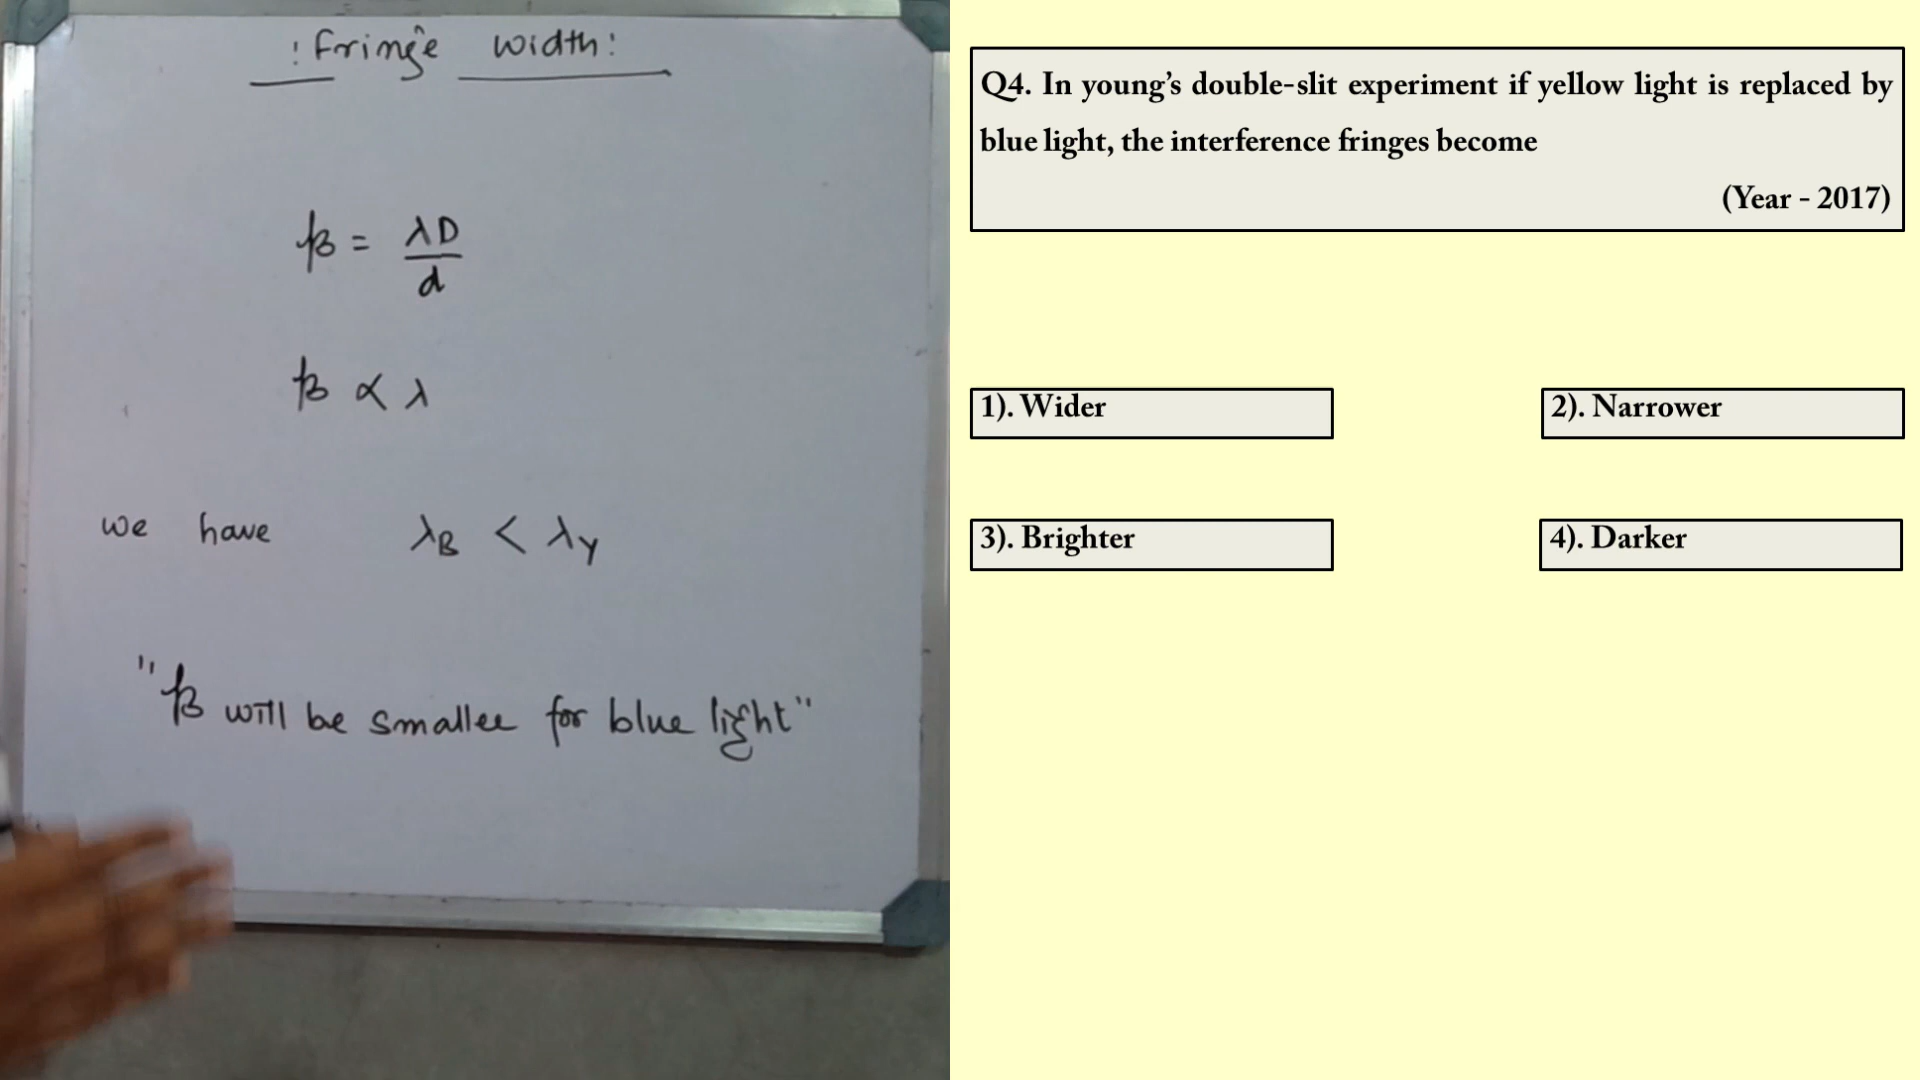 ! Fringe width :
β = λD/d
β ∝ λ
we have λB < λY
"β will be smaller for blue light"
Q4. In young's double-slit experiment if yellow light is replaced by
blue light, the interference fringes become
(Year - 2017)
1). Wider
2). Narrower
3). Brighter
4). Darker